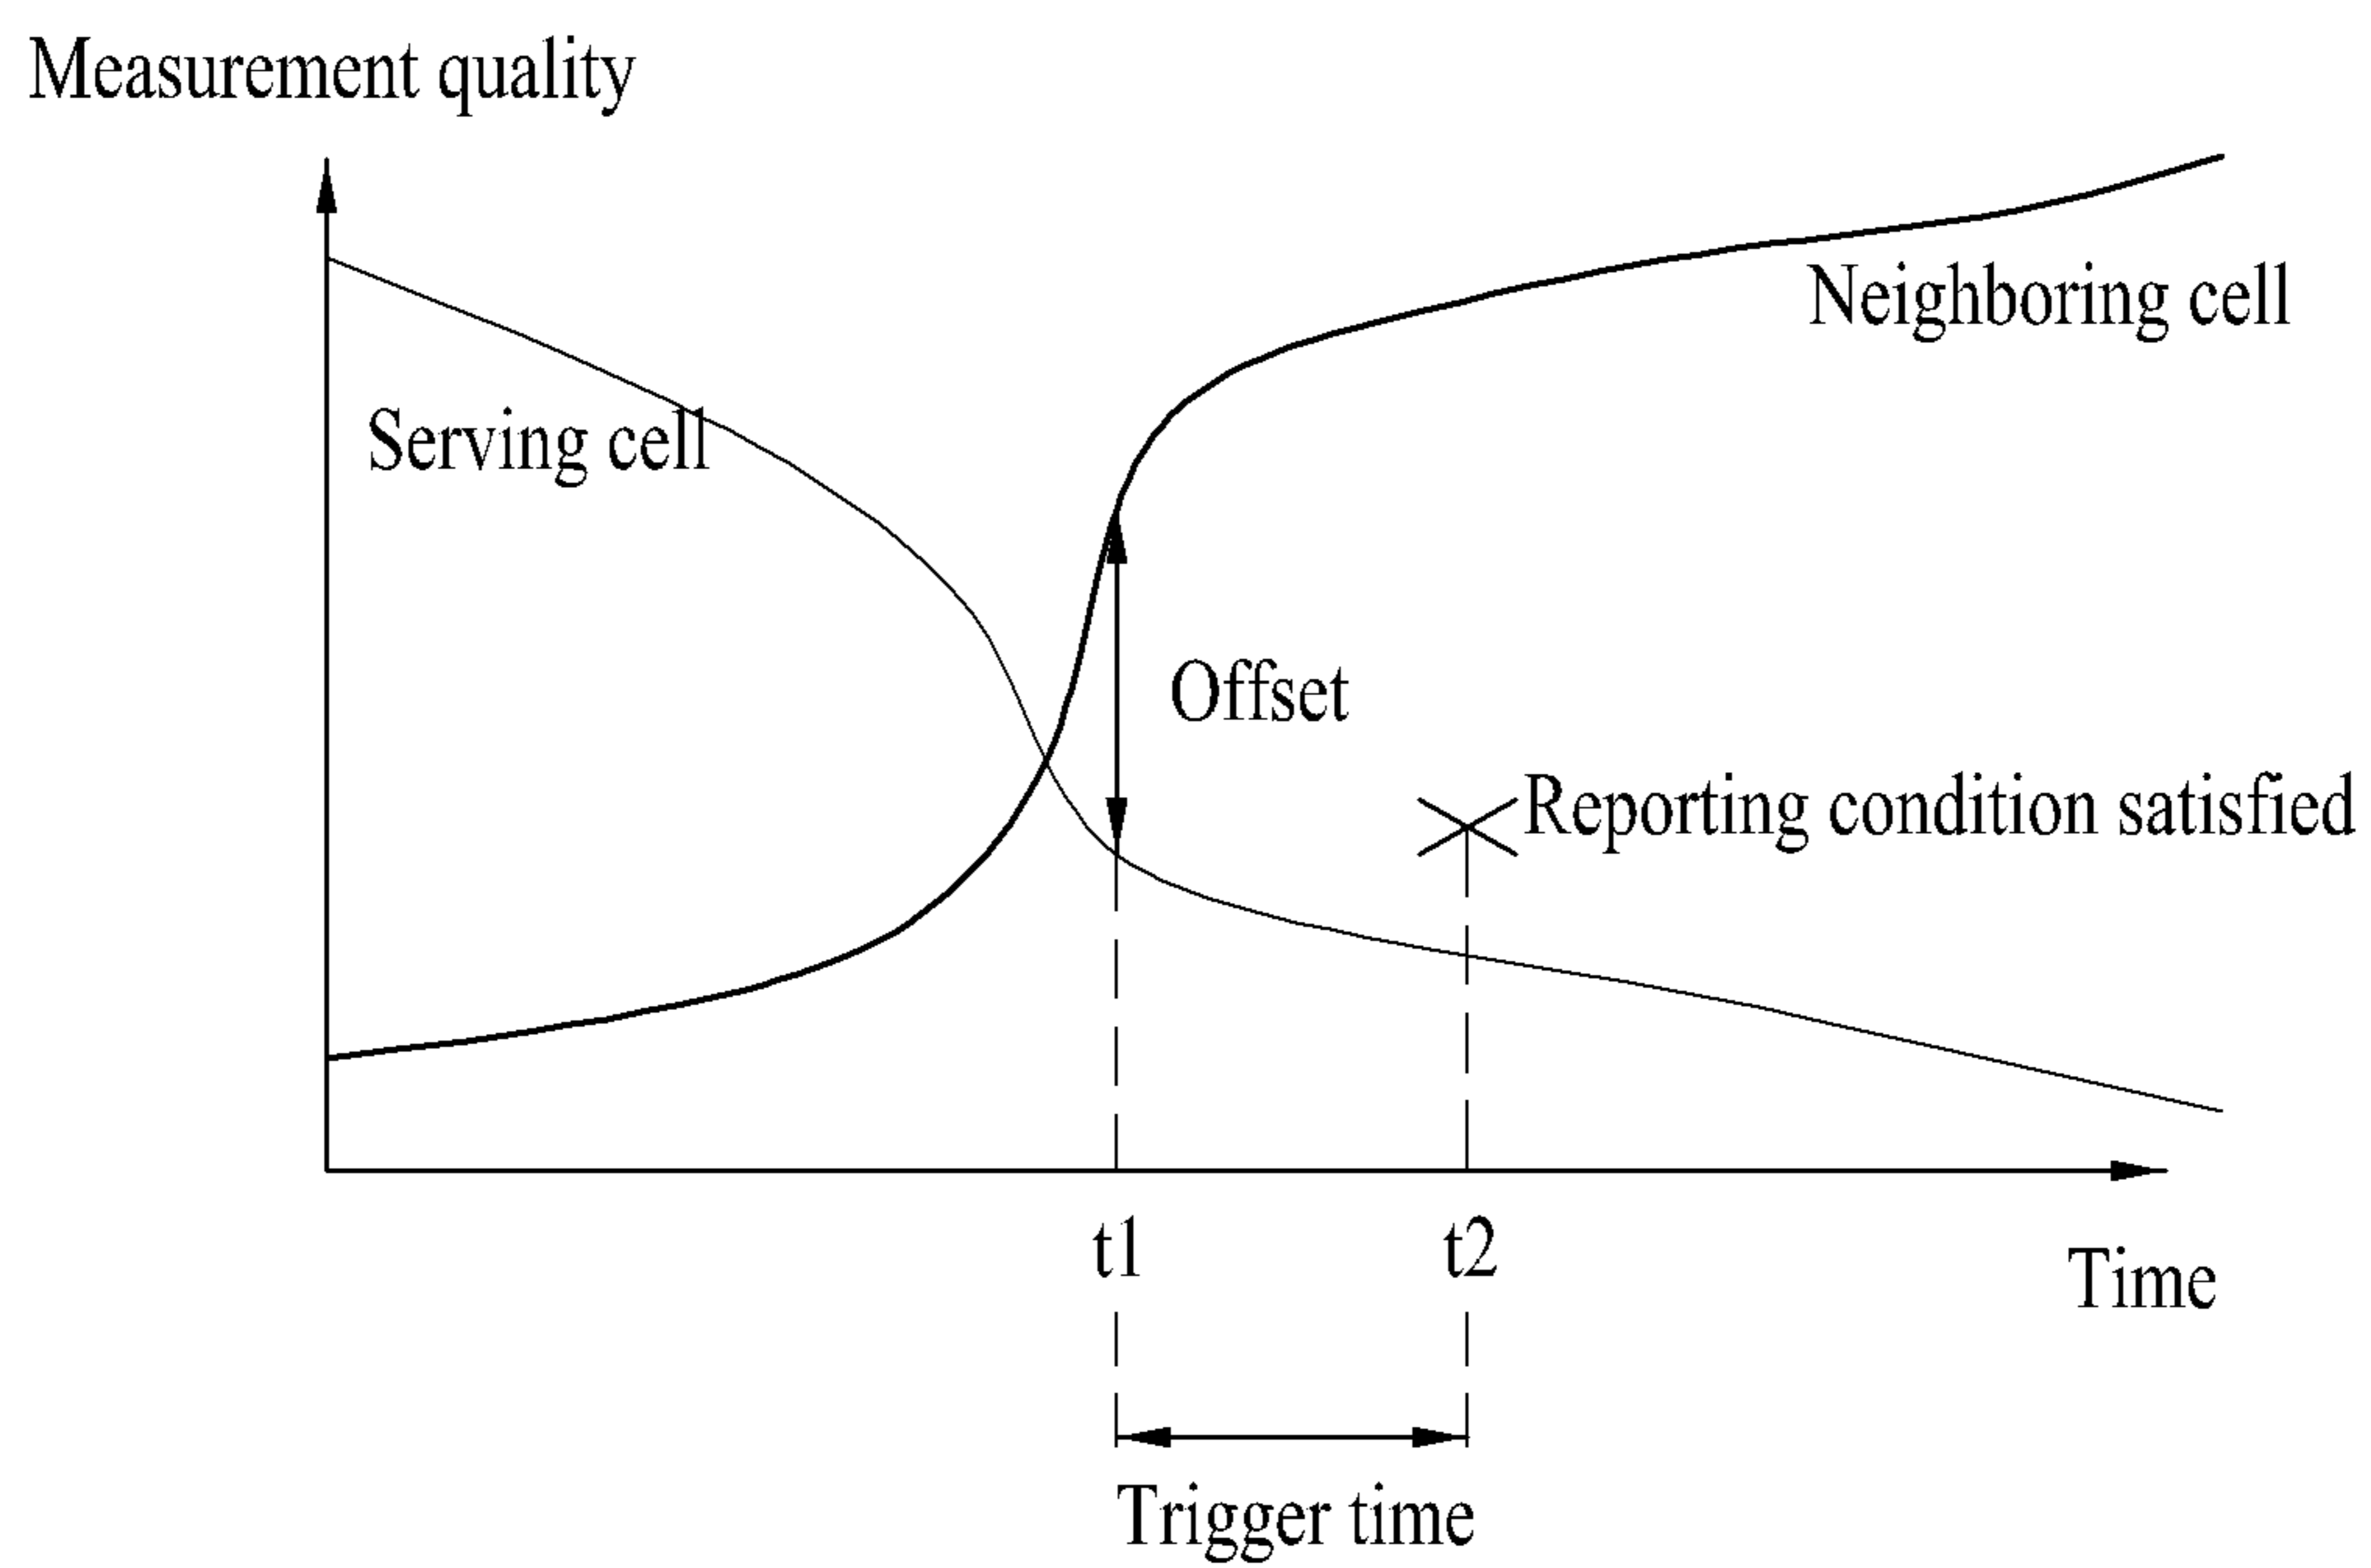 Measurement quality
Neighboring cell
Serving cell
Offset
Reporting condition satisfied
t1
t2
Time
Trigger time